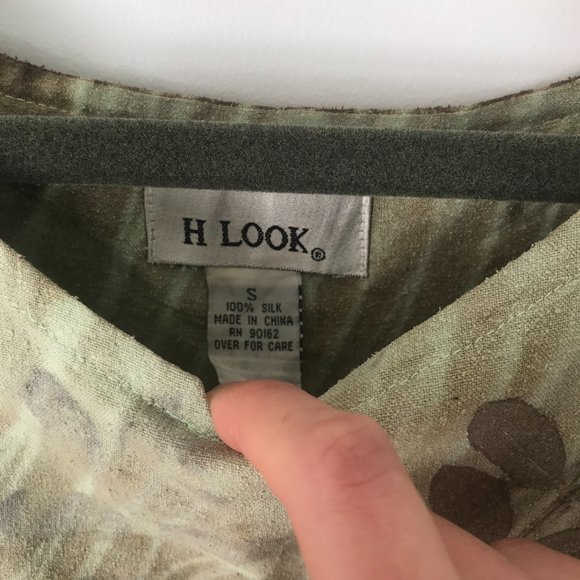 H LOOK®
S
100% SILK
MADE IN CHINA
RN 90162
OVER FOR CARE